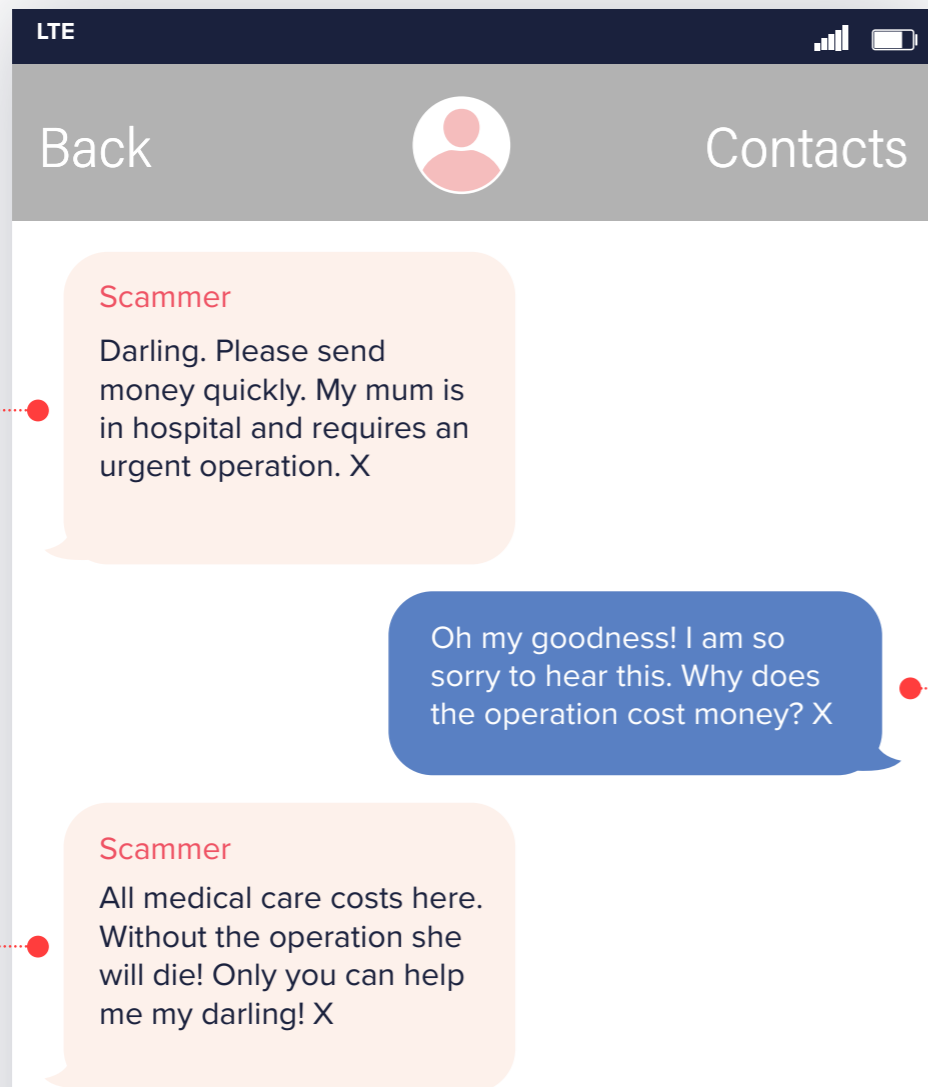 LTE
Back Contacts
Scammer
Darling. Please send
money quickly. My mum is
in hospital and requires an
urgent operation. X
Oh my goodness! I am so
sorry to hear this. Why does
the operation cost money? X
Scammer
All medical care costs here.
Without the operation she
will die! Only you can help
me my darling! X